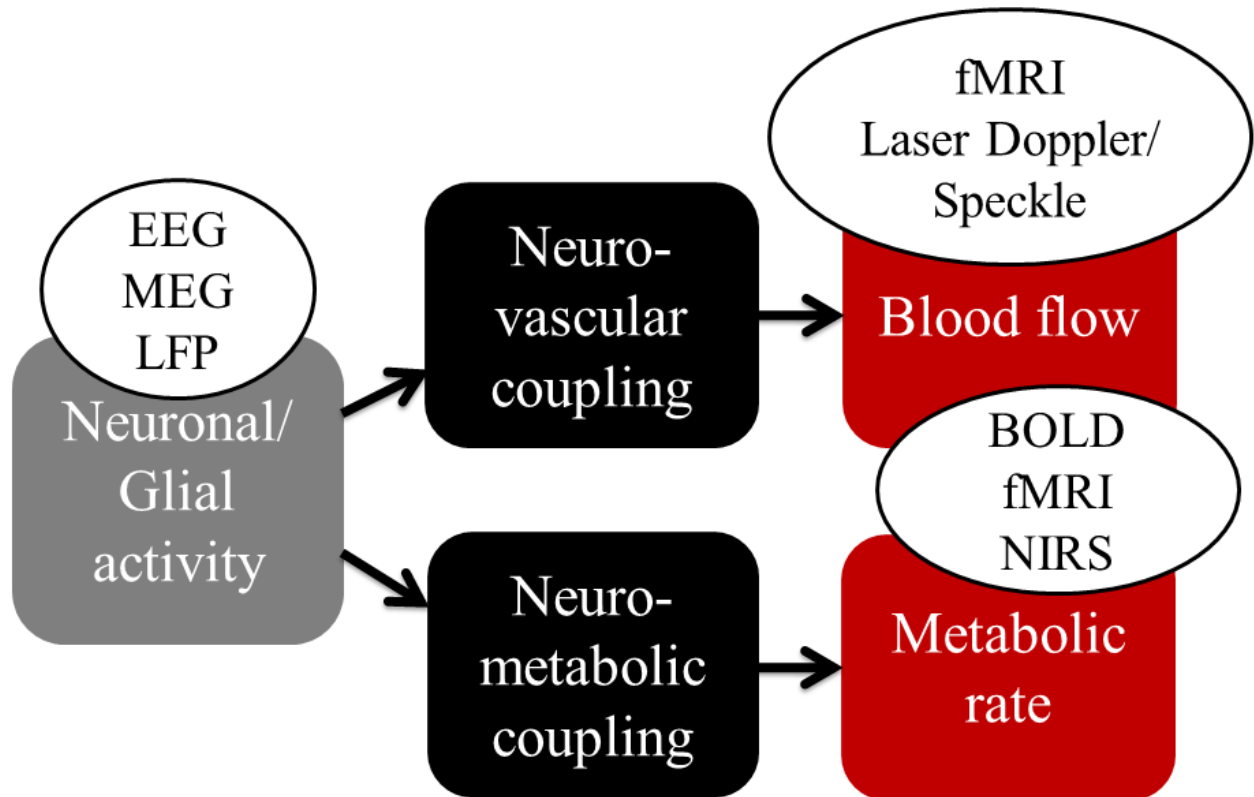 EEG
MEG
LFP
Neuronal/
Glial
activity
Neuro-
vascular
coupling
fMRI
Laser Doppler/
Speckle
Blood flow
Neuro-
metabolic
coupling
BOLD
fMRI
NIRS
Metabolic
rate